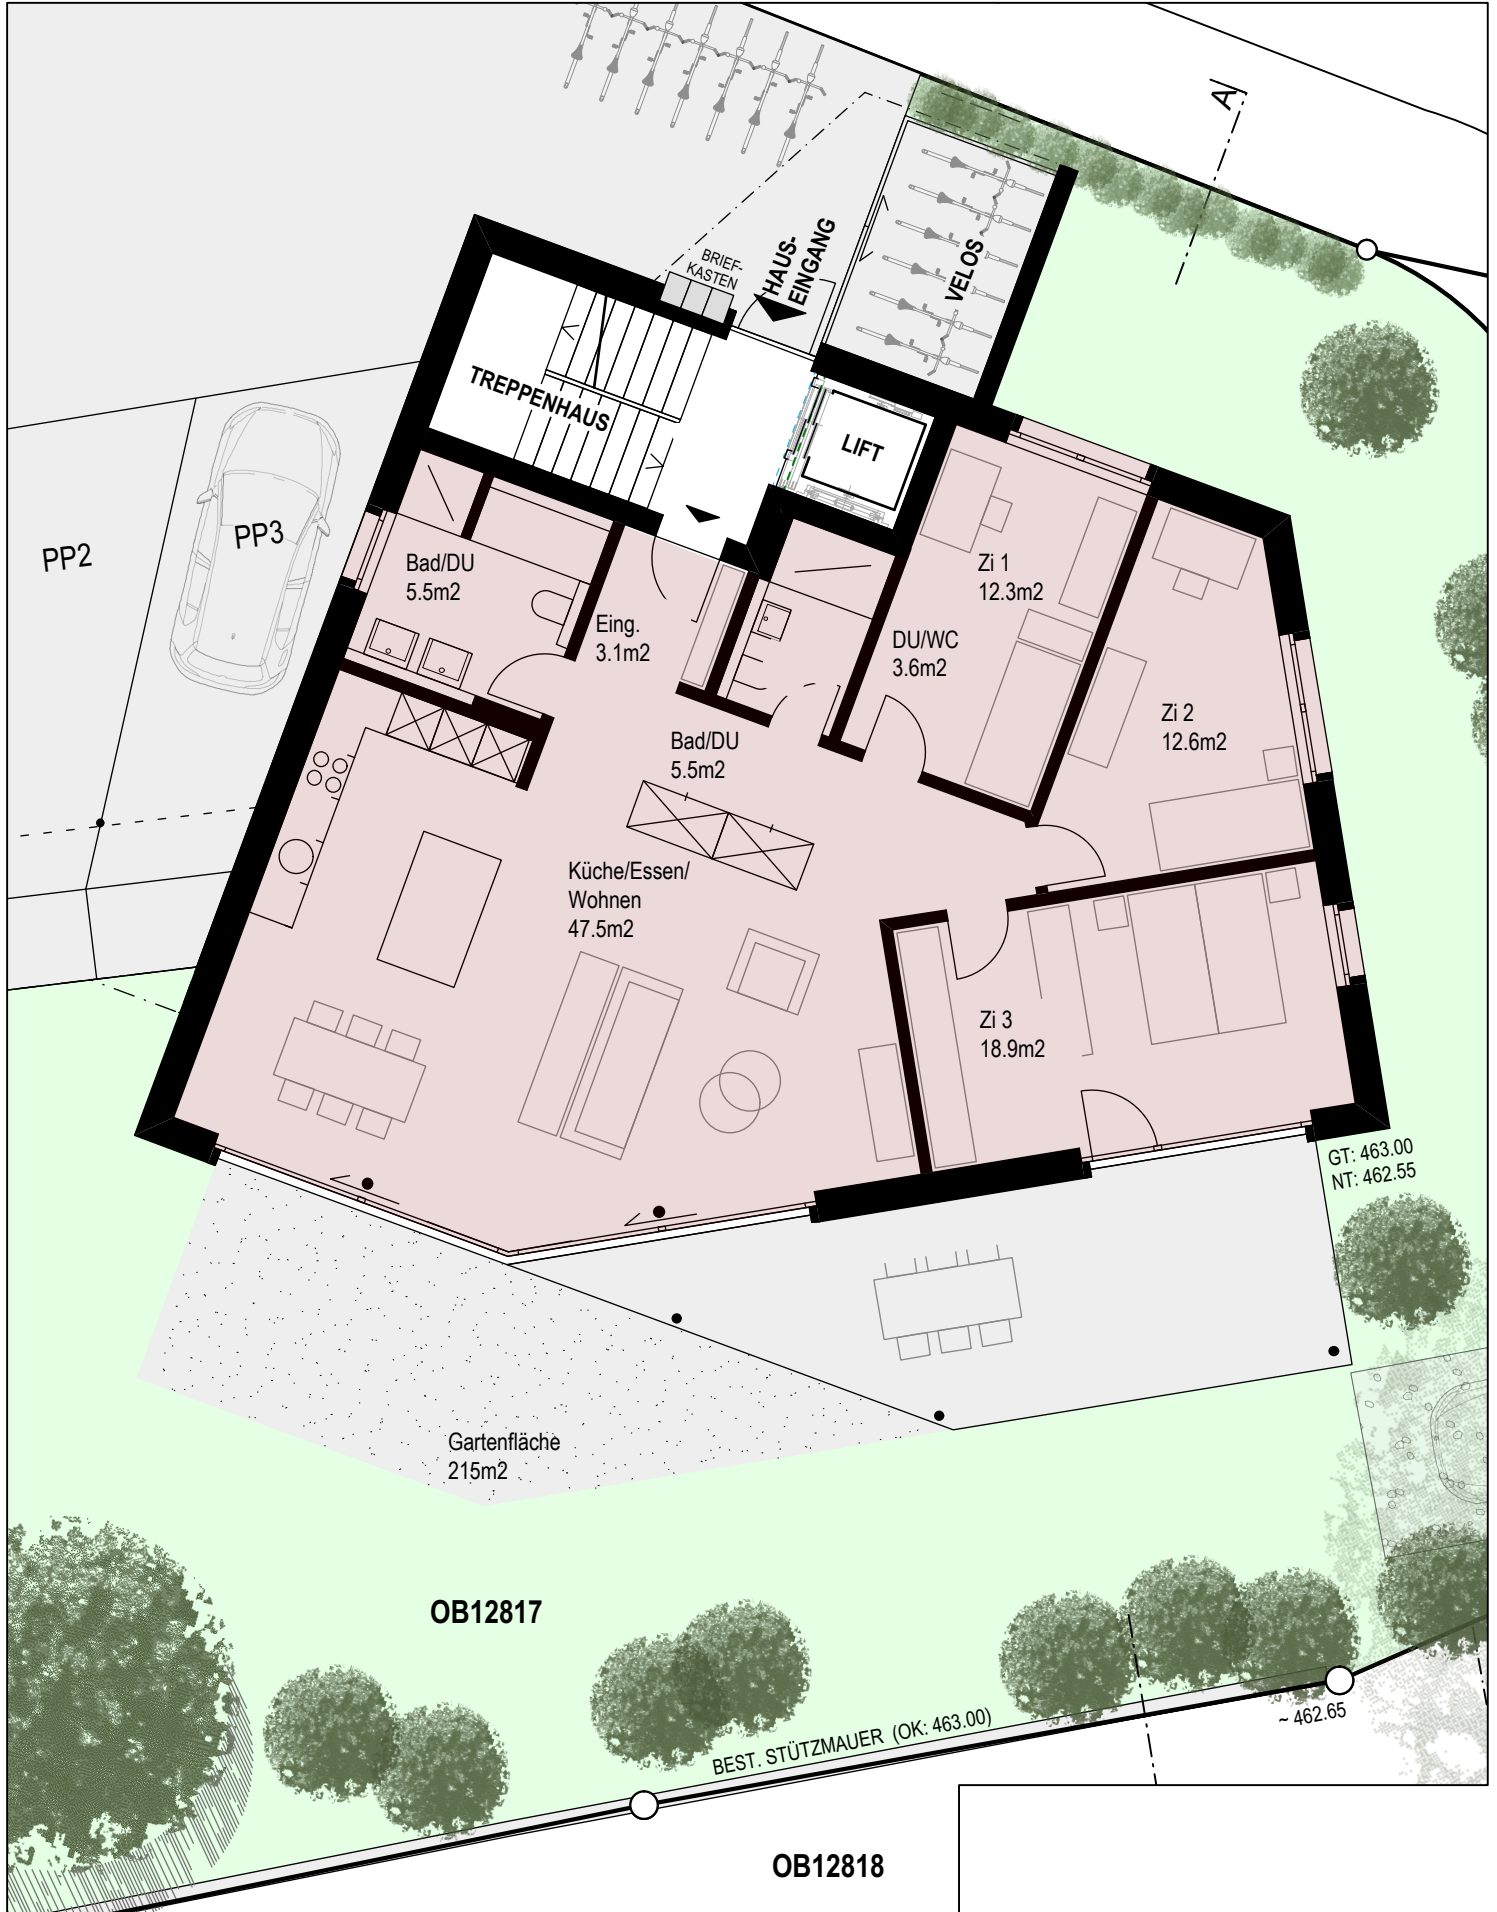 A
BRIEF-
KASTEN
HAUS-
EINGANG
VELOS
TREPPENHAUS
LIFT
PP2
PP3
Bad/DU
5.5m2
Eing.
3.1m2
Zi 1
12.3m2
DU/WC
3.6m2
Zi 2
12.6m2
Bad/DU
5.5m2
Küche/Essen/
Wohnen
47.5m2
Zi 3
18.9m2
GT: 463.00
NT: 462.55
Gartenfläche
215m2
OB12817
BEST. STÜTZMAUER (OK: 463.00)
~ 462.65
OB12818